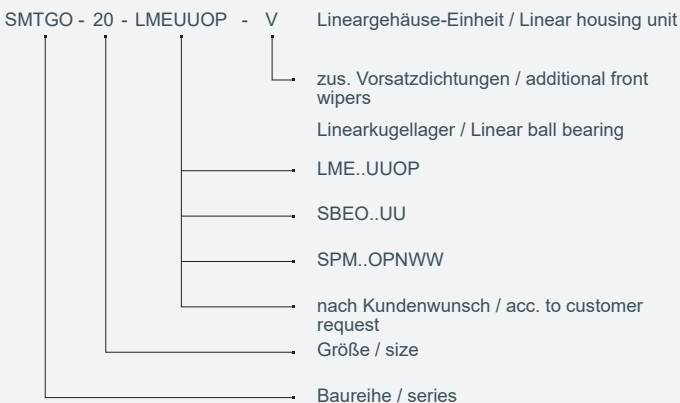 SMTGO - 20 - LMEUUOP - V Lineargehäuse-Einheit / Linear housing unit
zus. Vorsatzdichtungen / additional front
wipers
Linearkugellager / Linear ball bearing
LME..UUOP
SBEO..UU
SPM..OPNWW
nach Kundenwunsch / acc. to customer
request
Größe / size
Baureihe / series